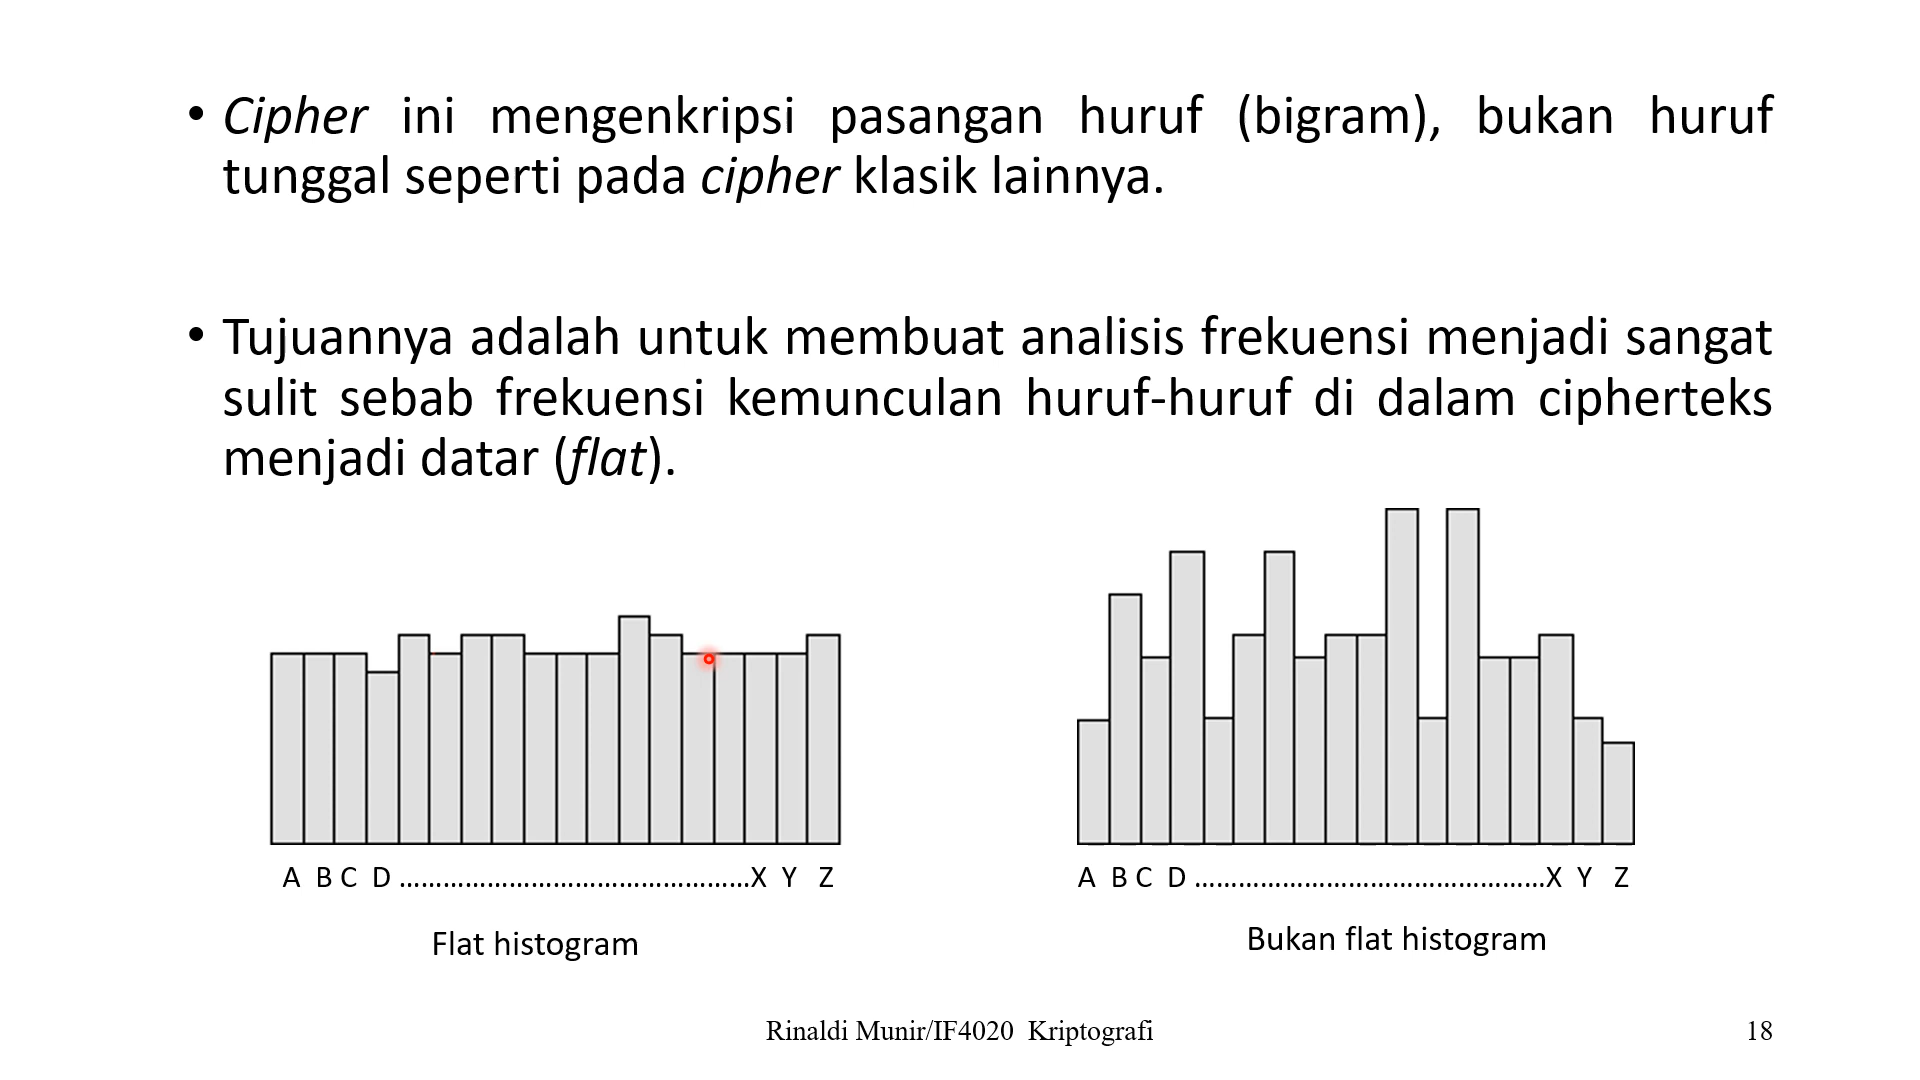 • Cipher ini mengenkripsi pasangan huruf (bigram), bukan huruf
tunggal seperti pada cipher klasik lainnya.
• Tujuannya adalah untuk membuat analisis frekuensi menjadi sangat
sulit sebab frekuensi kemunculan huruf-huruf di dalam cipherteks
menjadi datar (flat).
A B C D ................................................X Y Z
A B C D ................................................X Y Z
Flat histogram
Bukan flat histogram
Rinaldi Munir/IF4020 Kriptografi
18